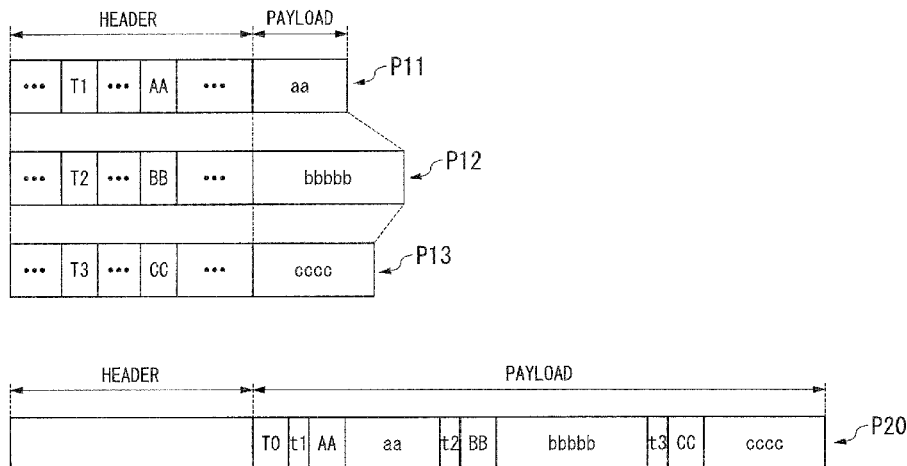 HEADER PAYLOAD
••• T1 ••• AA ••• aa P11
••• T2 ••• BB ••• bbbbb P12
••• T3 ••• CC ••• cccc P13
HEADER PAYLOAD
T0 t1 AA aa t2 BB bbbbb t3 CC cccc P20